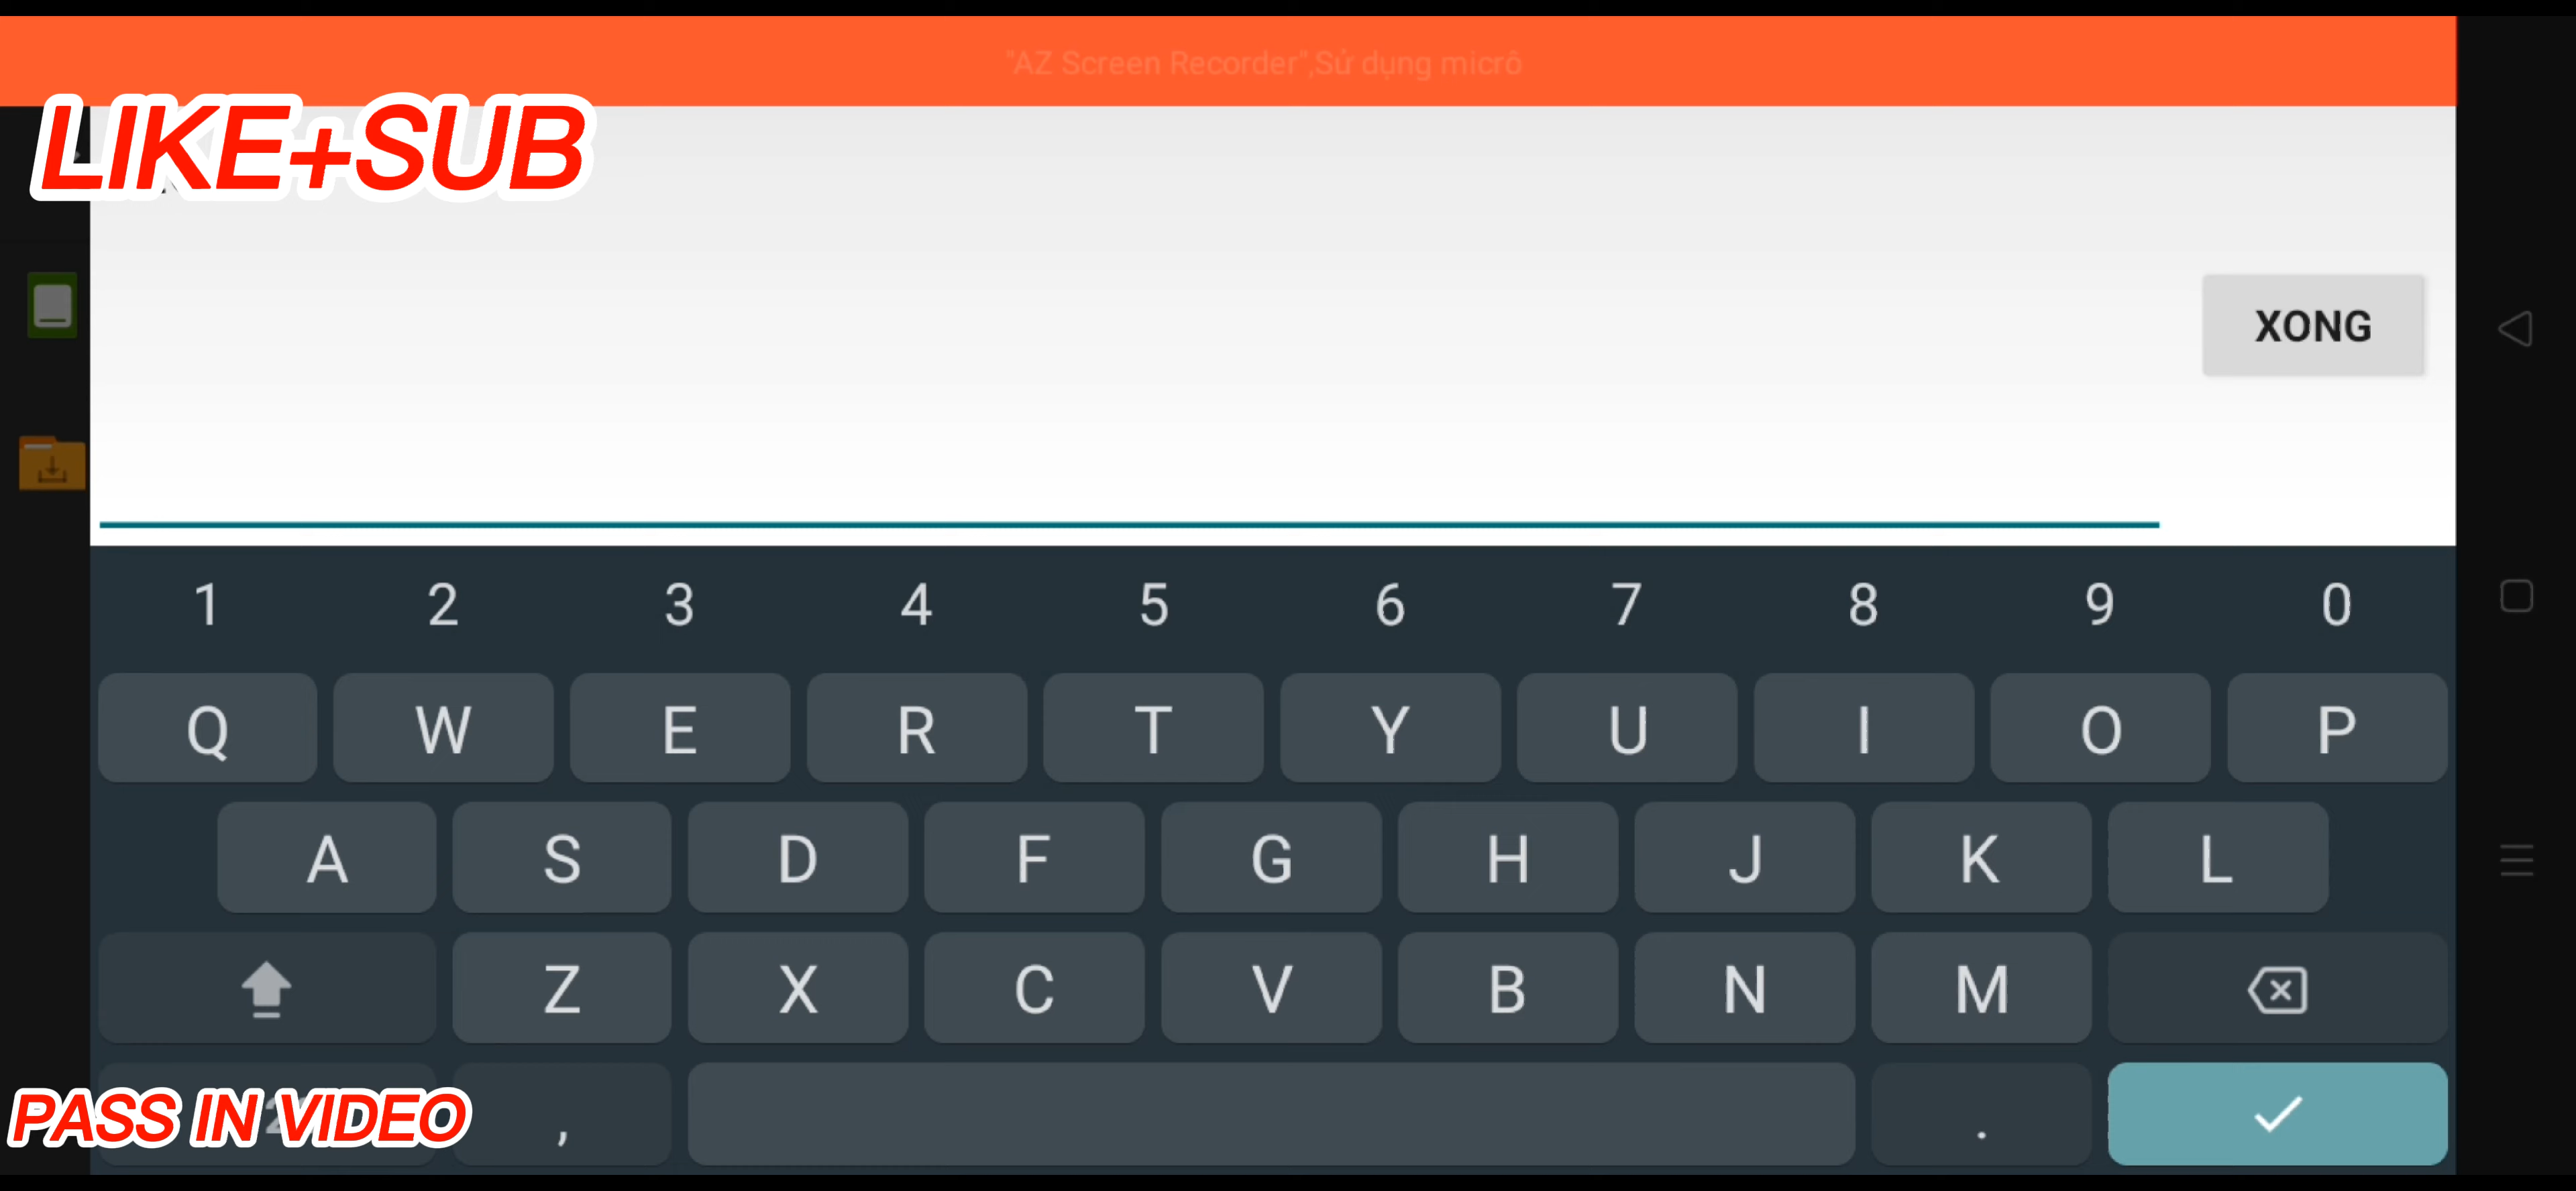 "AZ Screen Recorder",Sử dụng micrô
LIKE+SUB
XONG
1 2 3 4 5 6 7 8 9 0
Q W E R T Y U I O P
A S D F G H J K L
Z X C V B N M
PASS IN VIDEO
, .